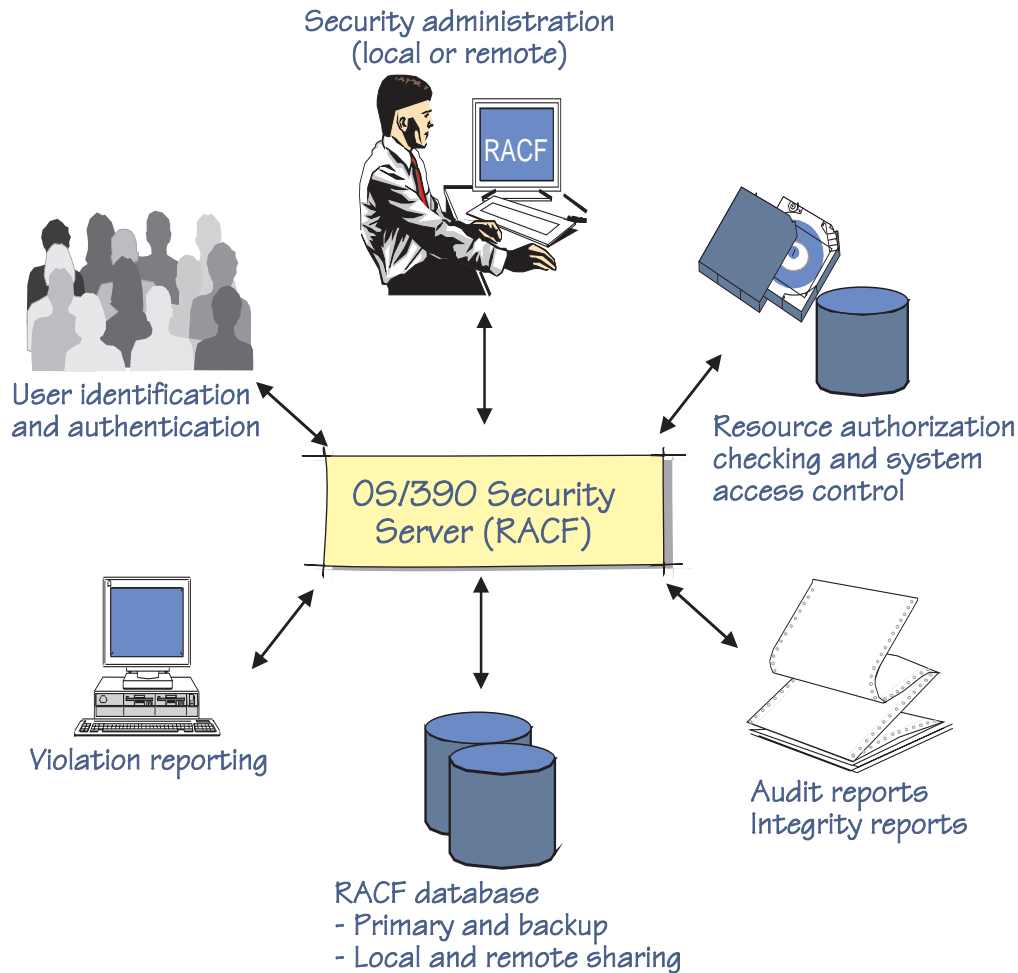 Security administration
(local or remote)
RACF
User identification
and authentication
Resource authorization
checking and system
access control
OS/390 Security
Server (RACF)
Violation reporting
Audit reports
Integrity reports
RACF database
- Primary and backup
- Local and remote sharing